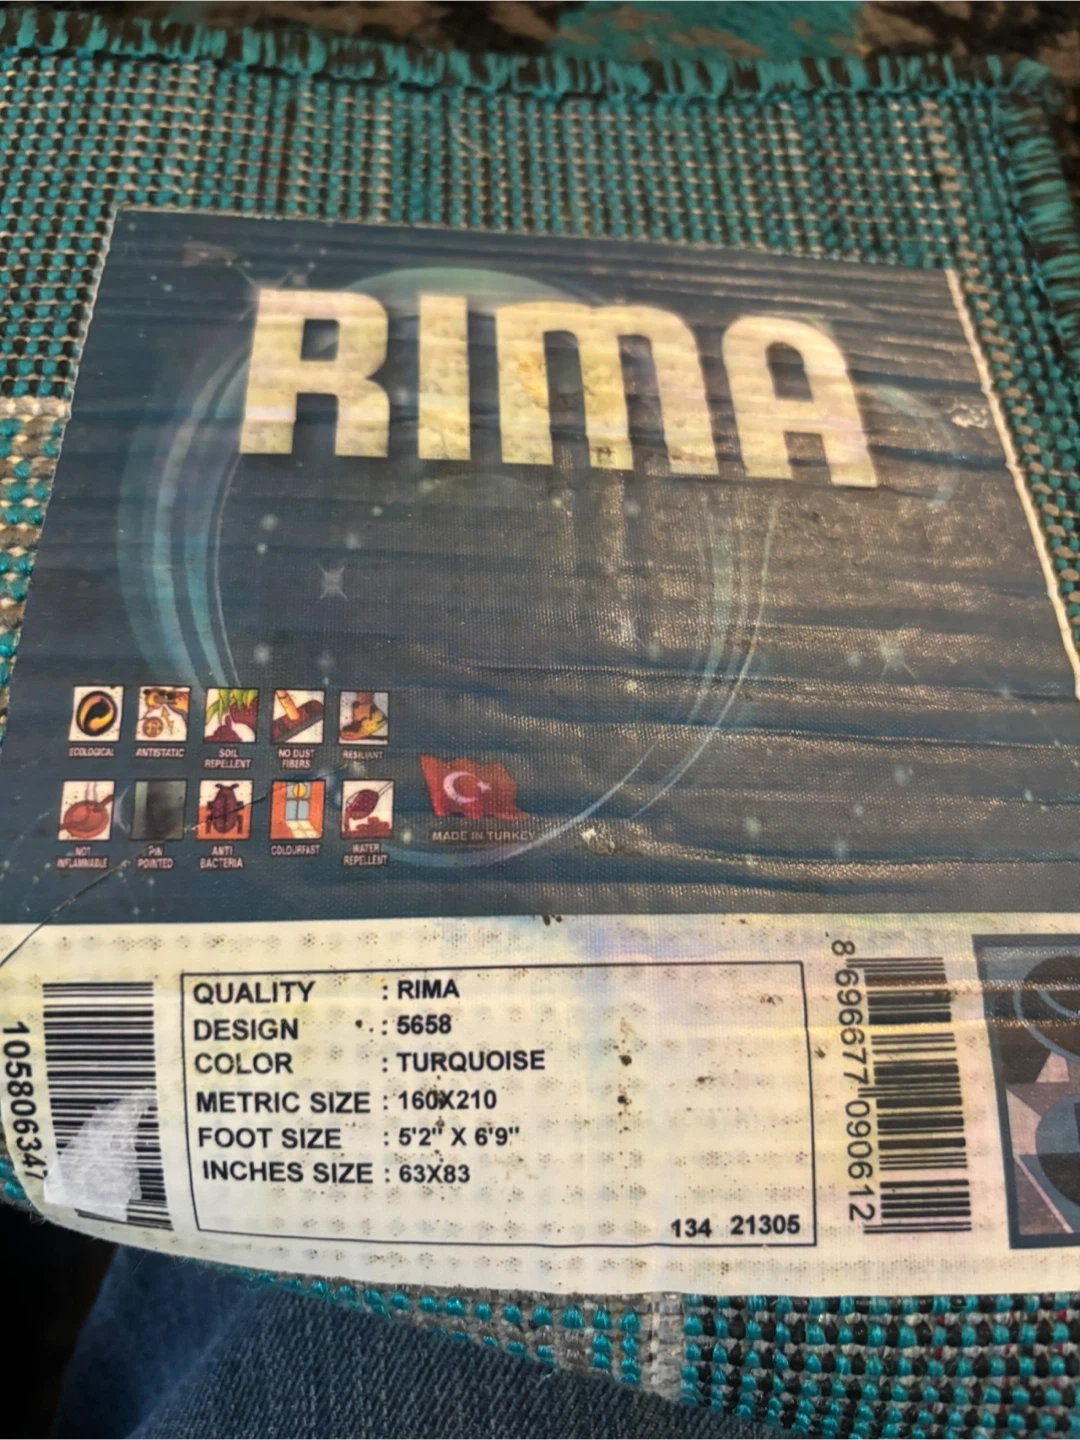 RIMA
ECOLOGICAL
ANTISTATIC
SOIL
REPELLENT
NO DUST
FIBERS
RESILIANT
NOT
INFLAMMABLE
PIN
POINTED
ANTI
BACTERIA
COLOURFAST
WATER
REPELLENT
MADE IN TURKEY
105806347
QUALITY : RIMA
DESIGN : 5658
COLOR : TURQUOISE
METRIC SIZE : 160X210
FOOT SIZE : 5'2" X 6'9"
INCHES SIZE : 63X83
134 21305
8 696677 090612